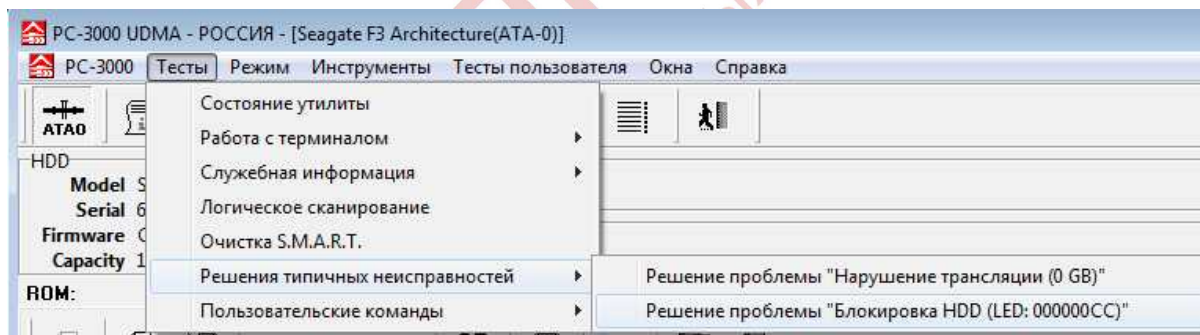 PC-3000 UDMA - РОССИЯ - [Seagate F3 Architecture(ATA-0)]
PC-3000 Тесты Режим Инструменты Тесты пользователя Окна Справка
ATA0
Состояние утилиты
Работа с терминалом
HDD
Служебная информация
Model S
Serial 6
Логическое сканирование
Firmware
Очистка S.M.A.R.T.
Capacity 1
Решения типичных неисправностей
Решение проблемы "Нарушение трансляции (0 GB)"
ROM:
Пользовательские команды
Решение проблемы "Блокировка HDD (LED: 000000CC)"